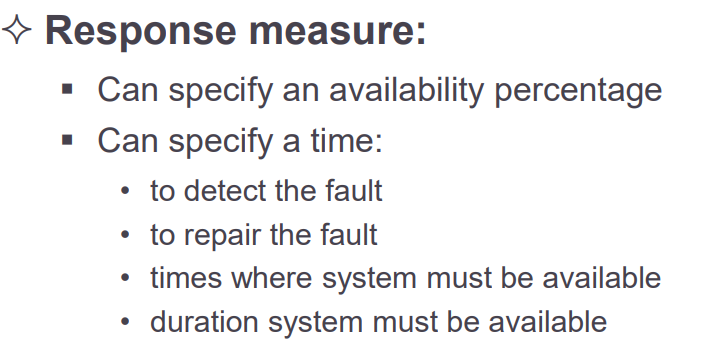 ✧ Response measure:
▪ Can specify an availability percentage
▪ Can specify a time:
• to detect the fault
• to repair the fault
• times where system must be available
• duration system must be available